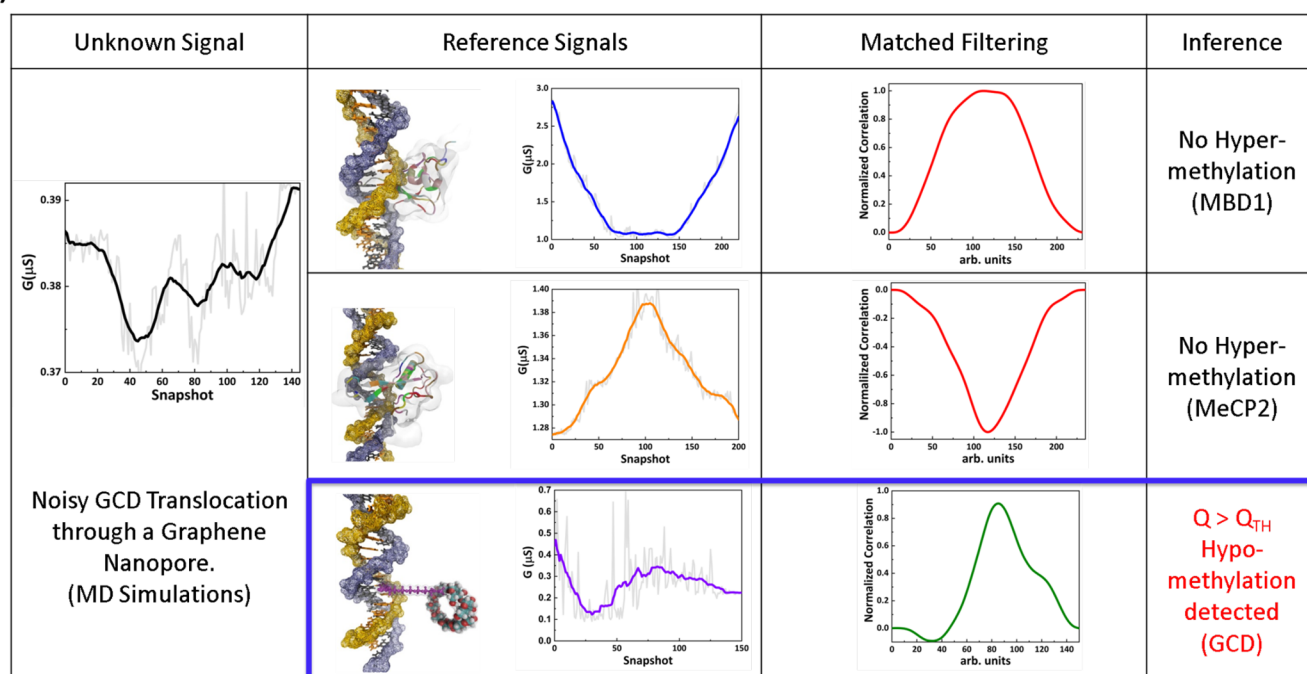 Unknown Signal
Reference Signals
Matched Filtering
Inference
G(μS)
0.39
0.38
0.37
0 20 40 60 80 100 120 140
Snapshot
Noisy GCD Translocation
through a Graphene
Nanopore.
(MD Simulations)
G(μS)
3.0
2.5
2.0
1.5
1.0
0 50 100 150 200
Snapshot
Normalized Correlation
1.0
0.8
0.6
0.4
0.2
0.0
0 50 100 150 200
arb. units
No Hyper-
methylation
(MBD1)
G(μS)
1.40
1.38
1.36
1.34
1.32
1.30
1.28
0 50 100 150 200
Snapshot
Normalized Correlation
0.0
-0.2
-0.4
-0.6
-0.8
-1.0
0 50 100 150 200
arb. units
No Hyper-
methylation
(MeCP2)
G (μS)
0.7
0.6
0.5
0.4
0.3
0.2
0.1
0.0
0 50 100 150
Snapshot
Normalized Correlation
1.0
0.8
0.6
0.4
0.2
0.0
0 20 40 60 80 100 120 140
arb. units
Q > QTH
Hypo-
methylation
detected
(GCD)